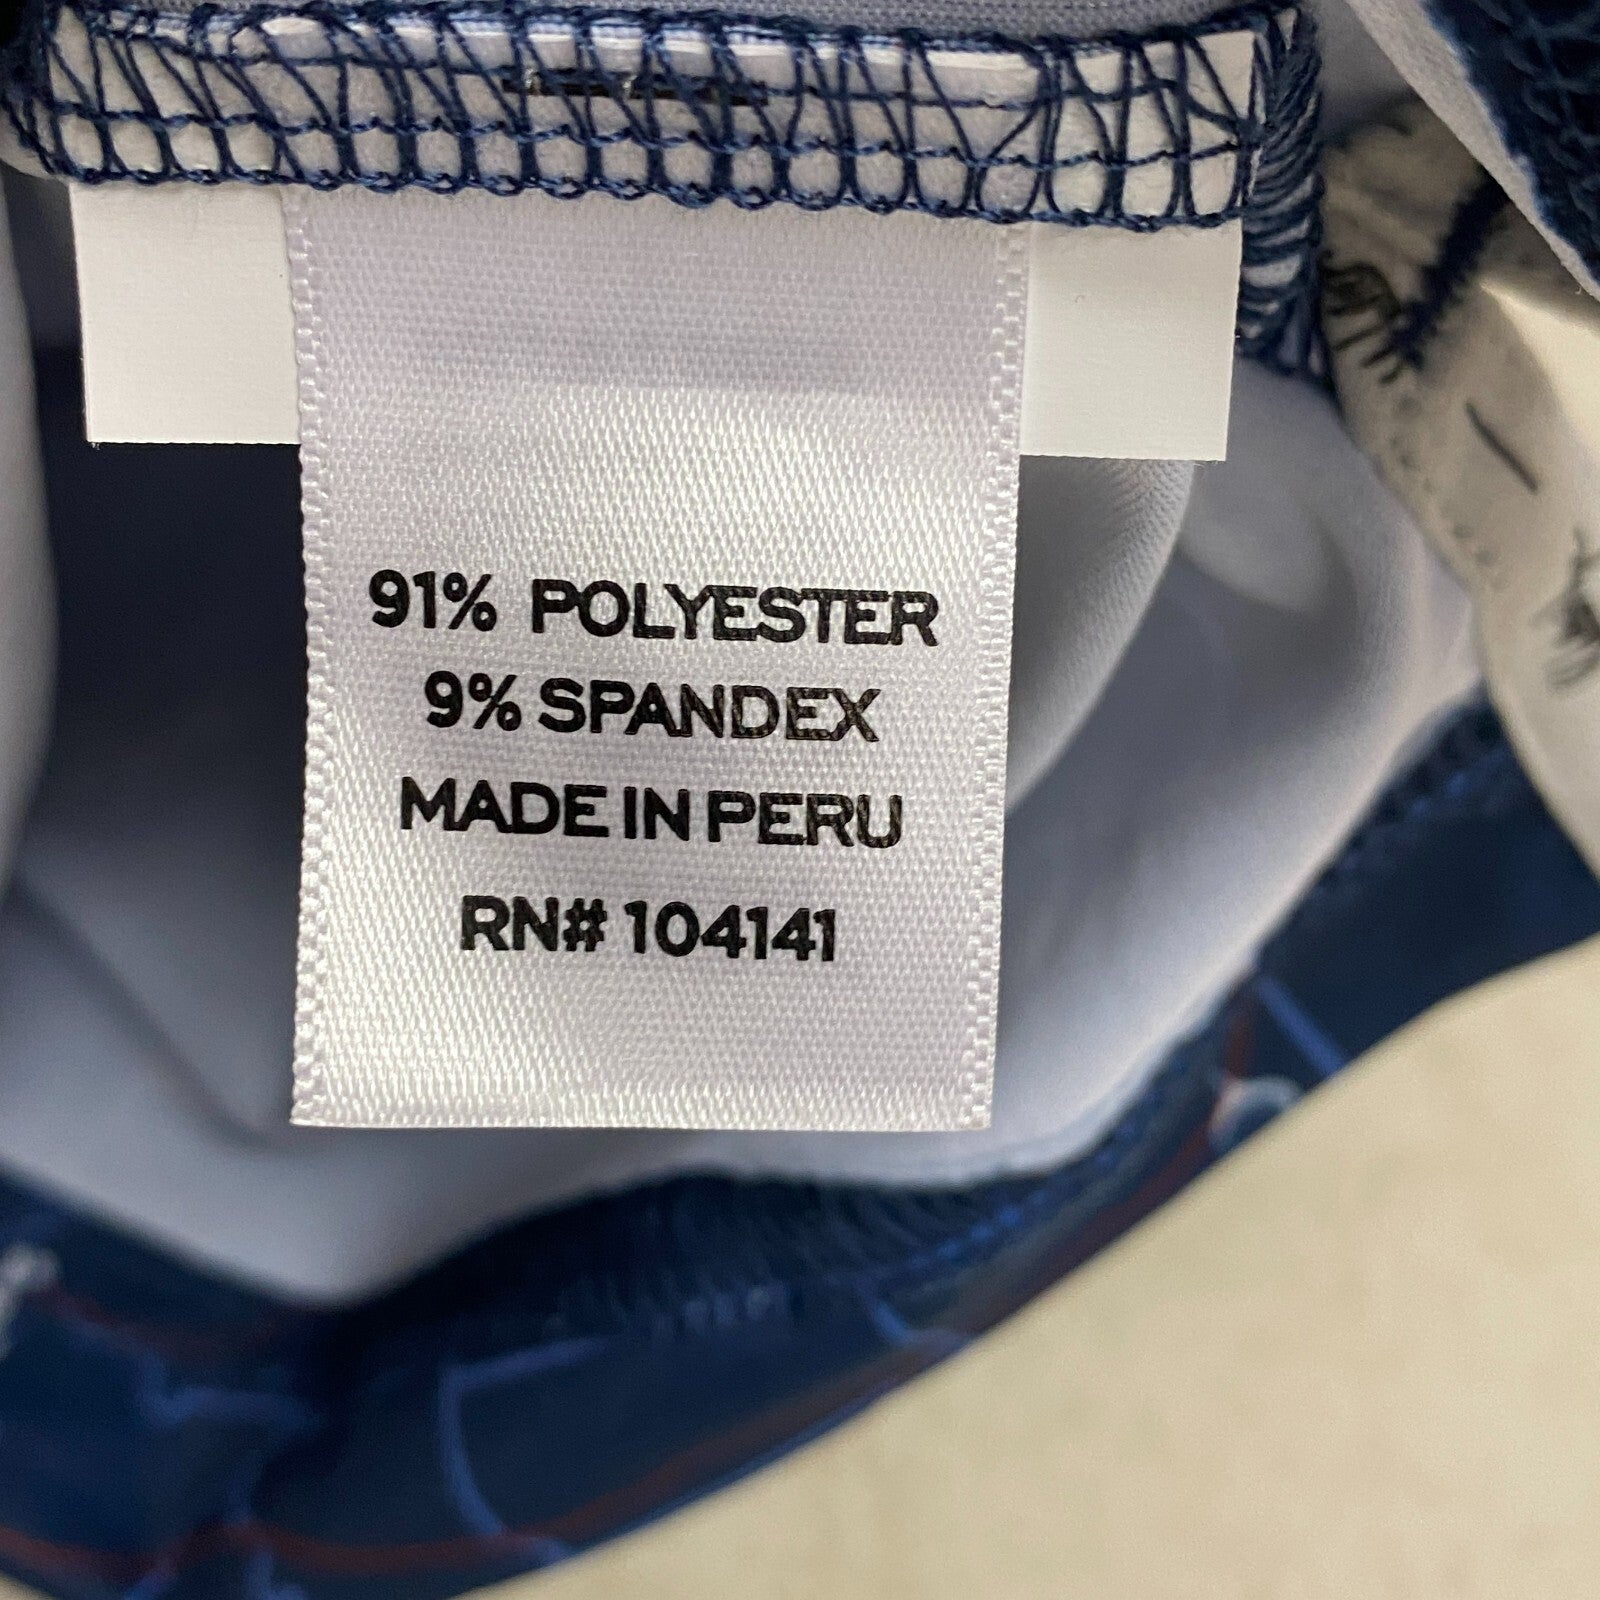 91% POLYESTER
9% SPANDEX
MADE IN PERU
RN# 104141